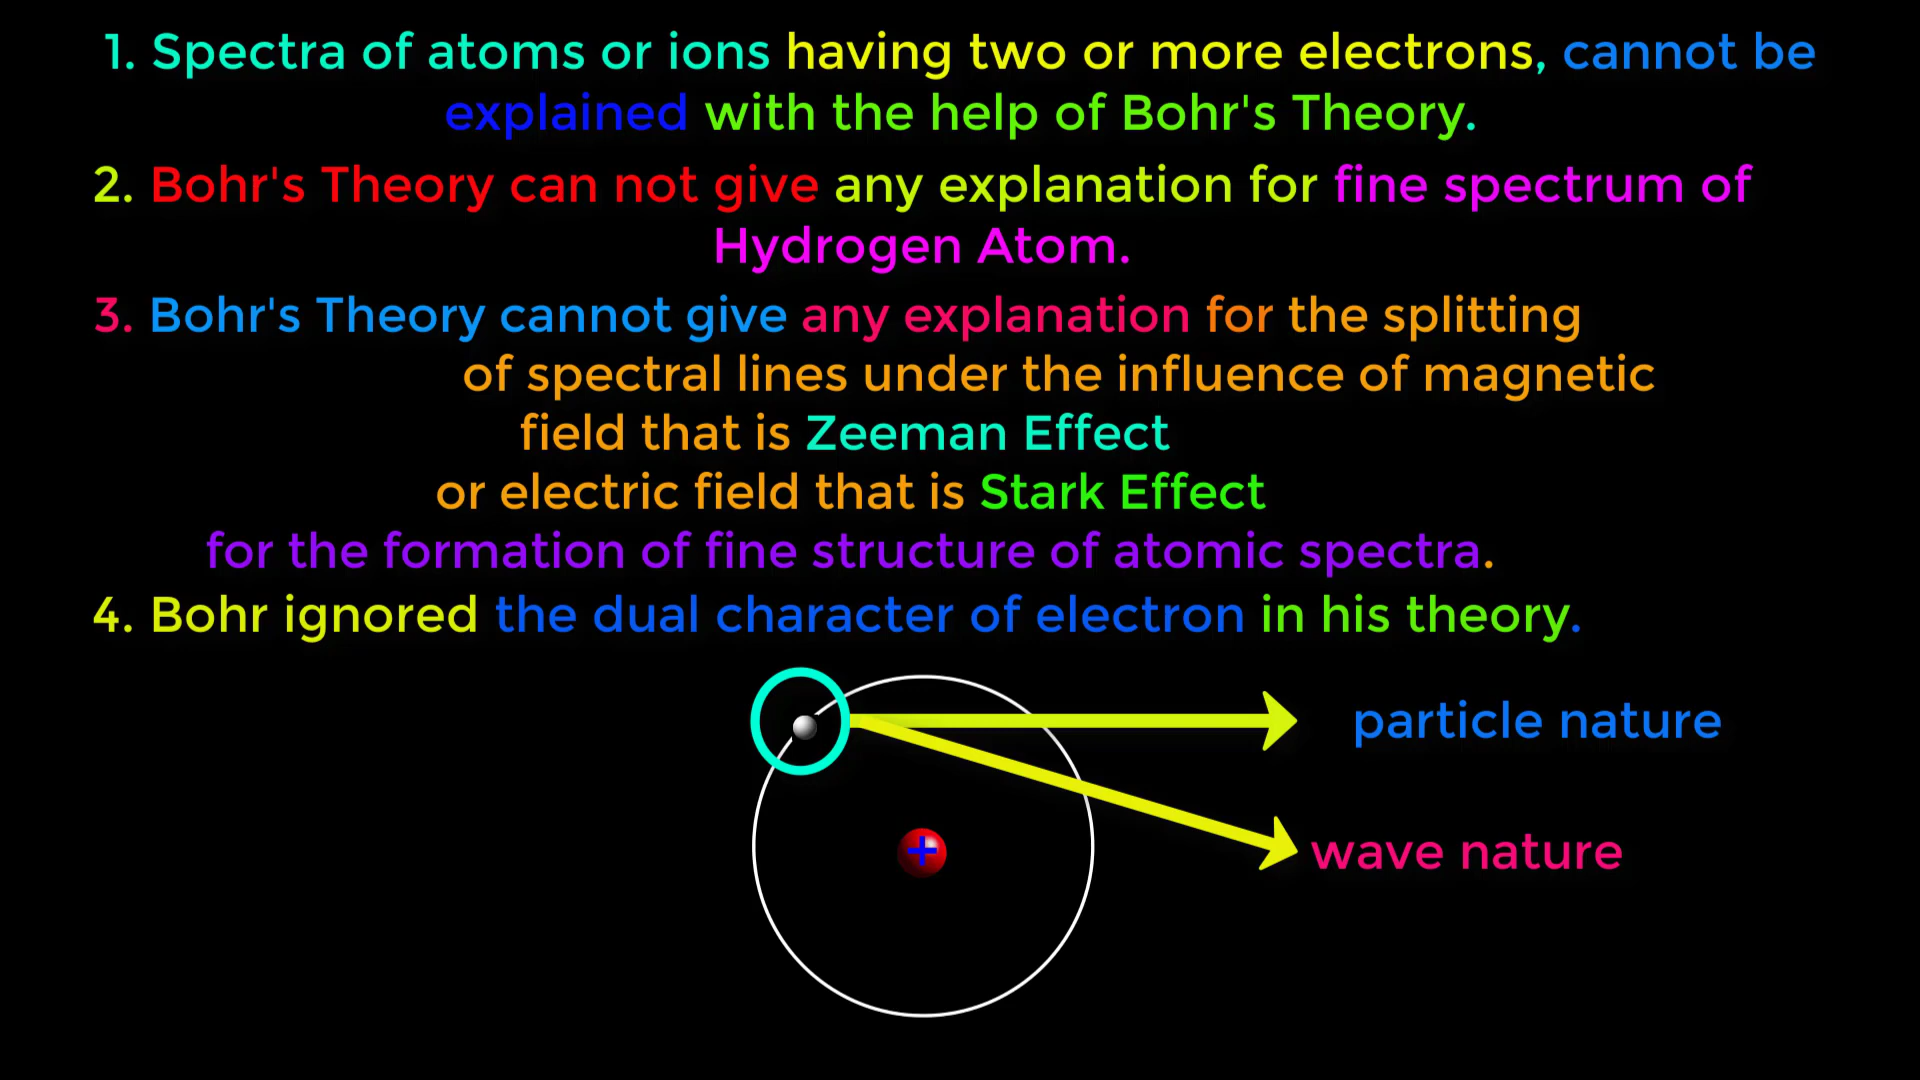 1. Spectra of atoms or ions having two or more electrons, cannot be
explained with the help of Bohr's Theory.
2. Bohr's Theory can not give any explanation for fine spectrum of
Hydrogen Atom.
3. Bohr's Theory cannot give any explanation for the splitting
of spectral lines under the influence of magnetic
field that is Zeeman Effect
or electric field that is Stark Effect
for the formation of fine structure of atomic spectra.
4. Bohr ignored the dual character of electron in his theory.
particle nature
+
wave nature